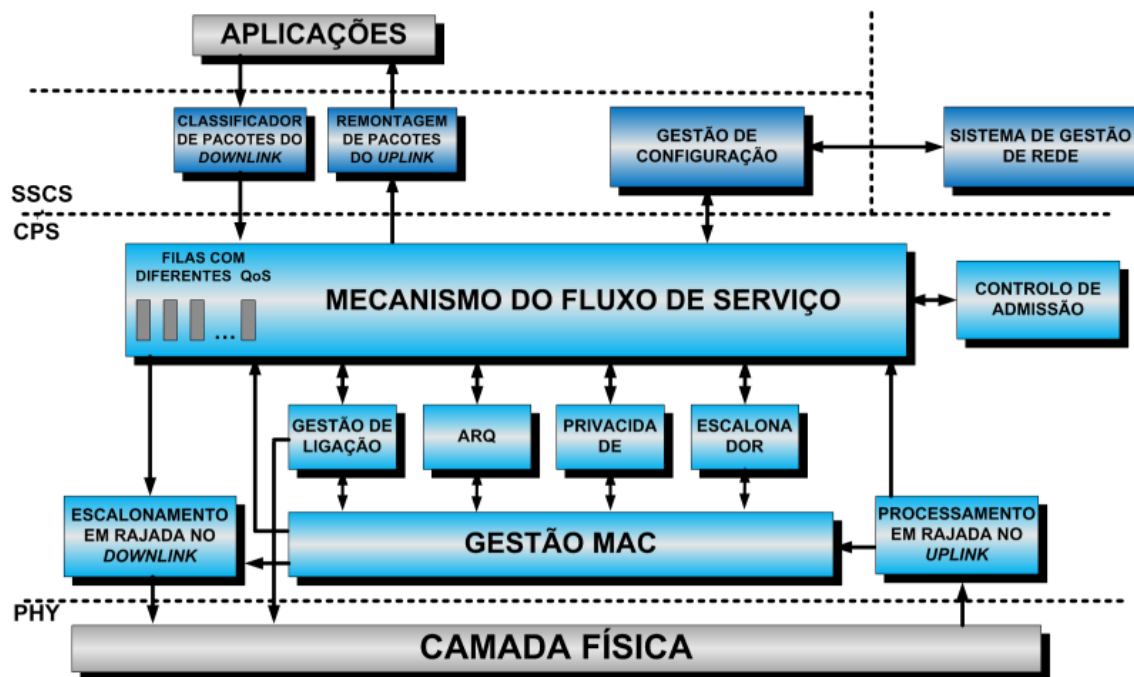 APLICAÇÕES
CLASSIFICADOR
DE PACOTES DO
DOWNLINK
REMONTAGEM
DE PACOTES
DO UPLINK
GESTÃO DE
CONFIGURAÇÃO
SISTEMA DE GESTÃO
DE REDE
SSCS
CPS
FILAS COM
DIFERENTES QoS
...
MECANISMO DO FLUXO DE SERVIÇO
CONTROLO DE
ADMISSÃO
GESTÃO DE
LIGAÇÃO
ARQ
PRIVACIDA
DE
ESCALONA
DOR
ESCALONAMENTO
EM RAJADA NO
DOWNLINK
GESTÃO MAC
PROCESSAMENTO
EM RAJADA NO
UPLINK
PHY
CAMADA FÍSICA